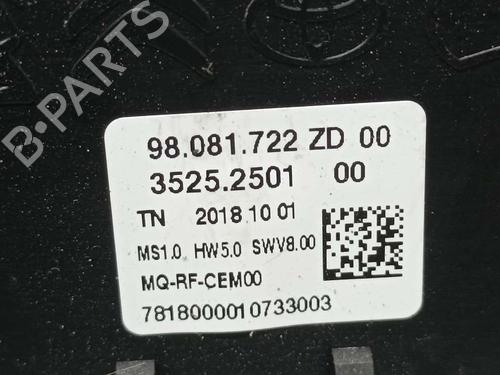 98.081.722 ZD 00
3525.2501 00
TN 2018 10 01
MS1.0 HW5.0 SWV8.00
MQ-RF-CEM00
7818000010733003
B-PARTS